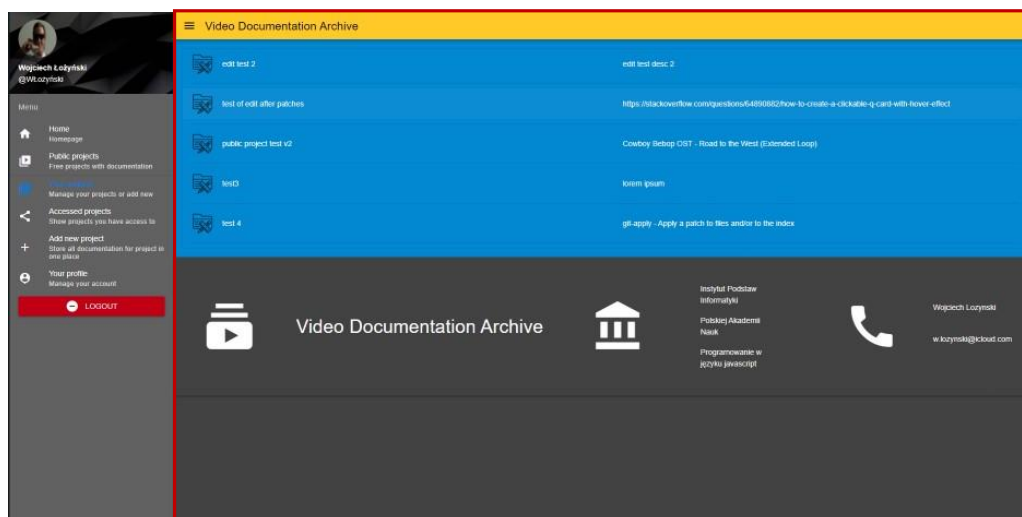 Wojciech Łożyński
@WŁożyński
Menu
Home
Homepage
Public projects
Free projects with documentation
Manage your projects or add new
Accessed projects
Show projects you have access to
Add new project
Store all documentation for project in
one place
Your profile
Manage your account
LOGOUT
Video Documentation Archive
edit test 2
edit test desc 2
test of edit after patches
https://stackoverflow.com/questions/64890682/how-to-create-a-clickable-q-card-with-hover-effect
public project test v2
Cowboy Bebop OST - Road to the West (Extended Loop)
test3
lorem ipsum
test 4
git-apply - Apply a patch to files and/or to the index
Video Documentation Archive
Instytut Podstaw
Informatyki
Polskiej Akademii
Nauk
Programowanie w
języku javascript
Wojciech Lozynski
w.lozynski@icloud.com